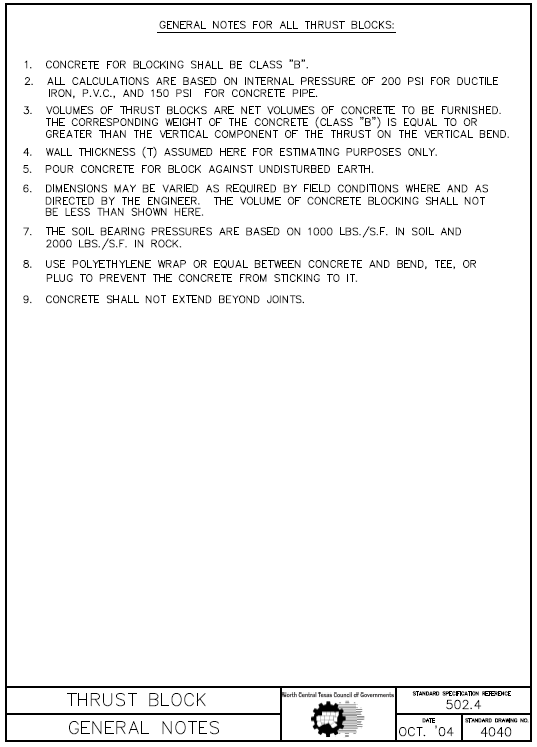 GENERAL NOTES FOR ALL THRUST BLOCKS:
1. CONCRETE FOR BLOCKING SHALL BE CLASS "B".
2. ALL CALCULATIONS ARE BASED ON INTERNAL PRESSURE OF 200 PSI FOR DUCTILE
IRON, P.V.C., AND 150 PSI FOR CONCRETE PIPE.
3. VOLUMES OF THRUST BLOCKS ARE NET VOLUMES OF CONCRETE TO BE FURNISHED.
THE CORRESPONDING WEIGHT OF THE CONCRETE (CLASS "B") IS EQUAL TO OR
GREATER THAN THE VERTICAL COMPONENT OF THE THRUST ON THE VERTICAL BEND.
4. WALL THICKNESS (T) ASSUMED HERE FOR ESTIMATING PURPOSES ONLY.
5. POUR CONCRETE FOR BLOCK AGAINST UNDISTURBED EARTH.
6. DIMENSIONS MAY BE VARIED AS REQUIRED BY FIELD CONDITIONS WHERE AND AS
DIRECTED BY THE ENGINEER. THE VOLUME OF CONCRETE BLOCKING SHALL NOT
BE LESS THAN SHOWN HERE.
7. THE SOIL BEARING PRESSURES ARE BASED ON 1000 LBS./S.F. IN SOIL AND
2000 LBS./S.F. IN ROCK.
8. USE POLYETHYLENE WRAP OR EQUAL BETWEEN CONCRETE AND BEND, TEE, OR
PLUG TO PREVENT THE CONCRETE FROM STICKING TO IT.
9. CONCRETE SHALL NOT EXTEND BEYOND JOINTS.
THRUST BLOCK
GENERAL NOTES
North Central Texas Council of Governments
STANDARD SPECIFICATION REFERENCE
502.4
DATE
OCT. '04
STANDARD DRAWING NO.
4040